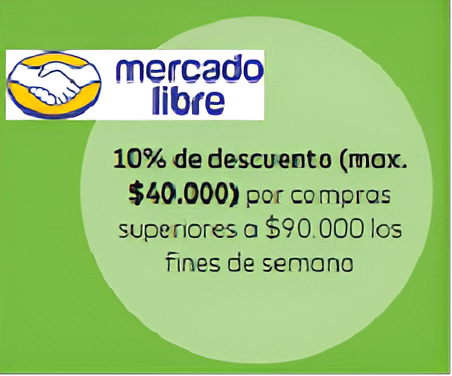 mercado
libre
10% de descuento (max.
$40.000) por compras
superiores a $90.000 los
fines de semana